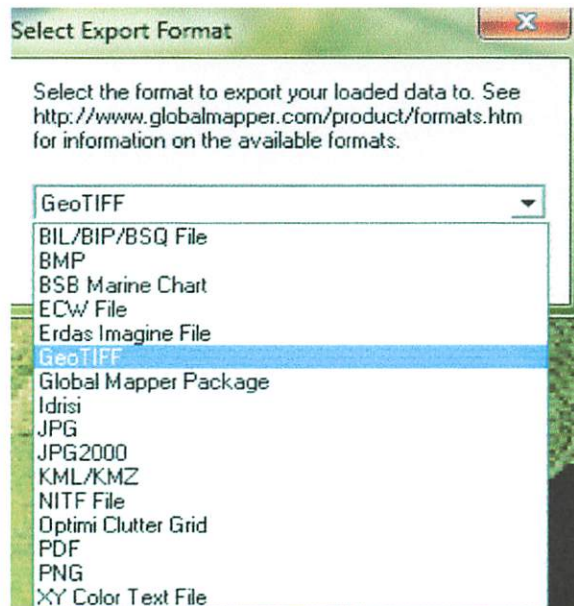 Select Export Format
Select the format to export your loaded data to. See
http://www.globalmapper.com/product/formats.htm
for information on the available formats.
GeoTIFF
BIL/BIP/BSQ File
BMP
BSB Marine Chart
ECW File
Erdas Imagine File
GeoTIFF
Global Mapper Package
Idrisi
JPG
JPG2000
KML/KMZ
NITF File
Optimi Clutter Grid
PDF
PNG
XY Color Text File